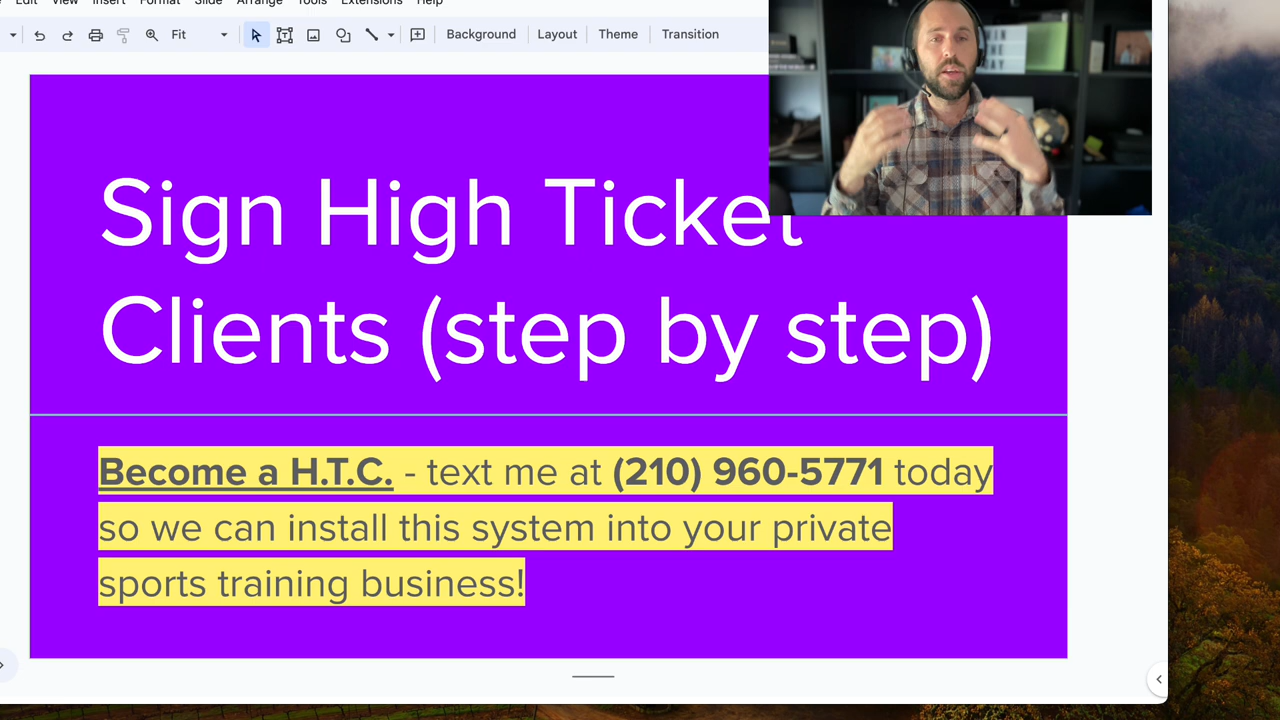 Edit View Insert Format Slide Arrange Tools Extensions Help
Fit Background Layout Theme Transition
Sign High Ticket
Clients (step by step)
Become a H.T.C. - text me at (210) 960-5771 today
so we can install this system into your private
sports training business!